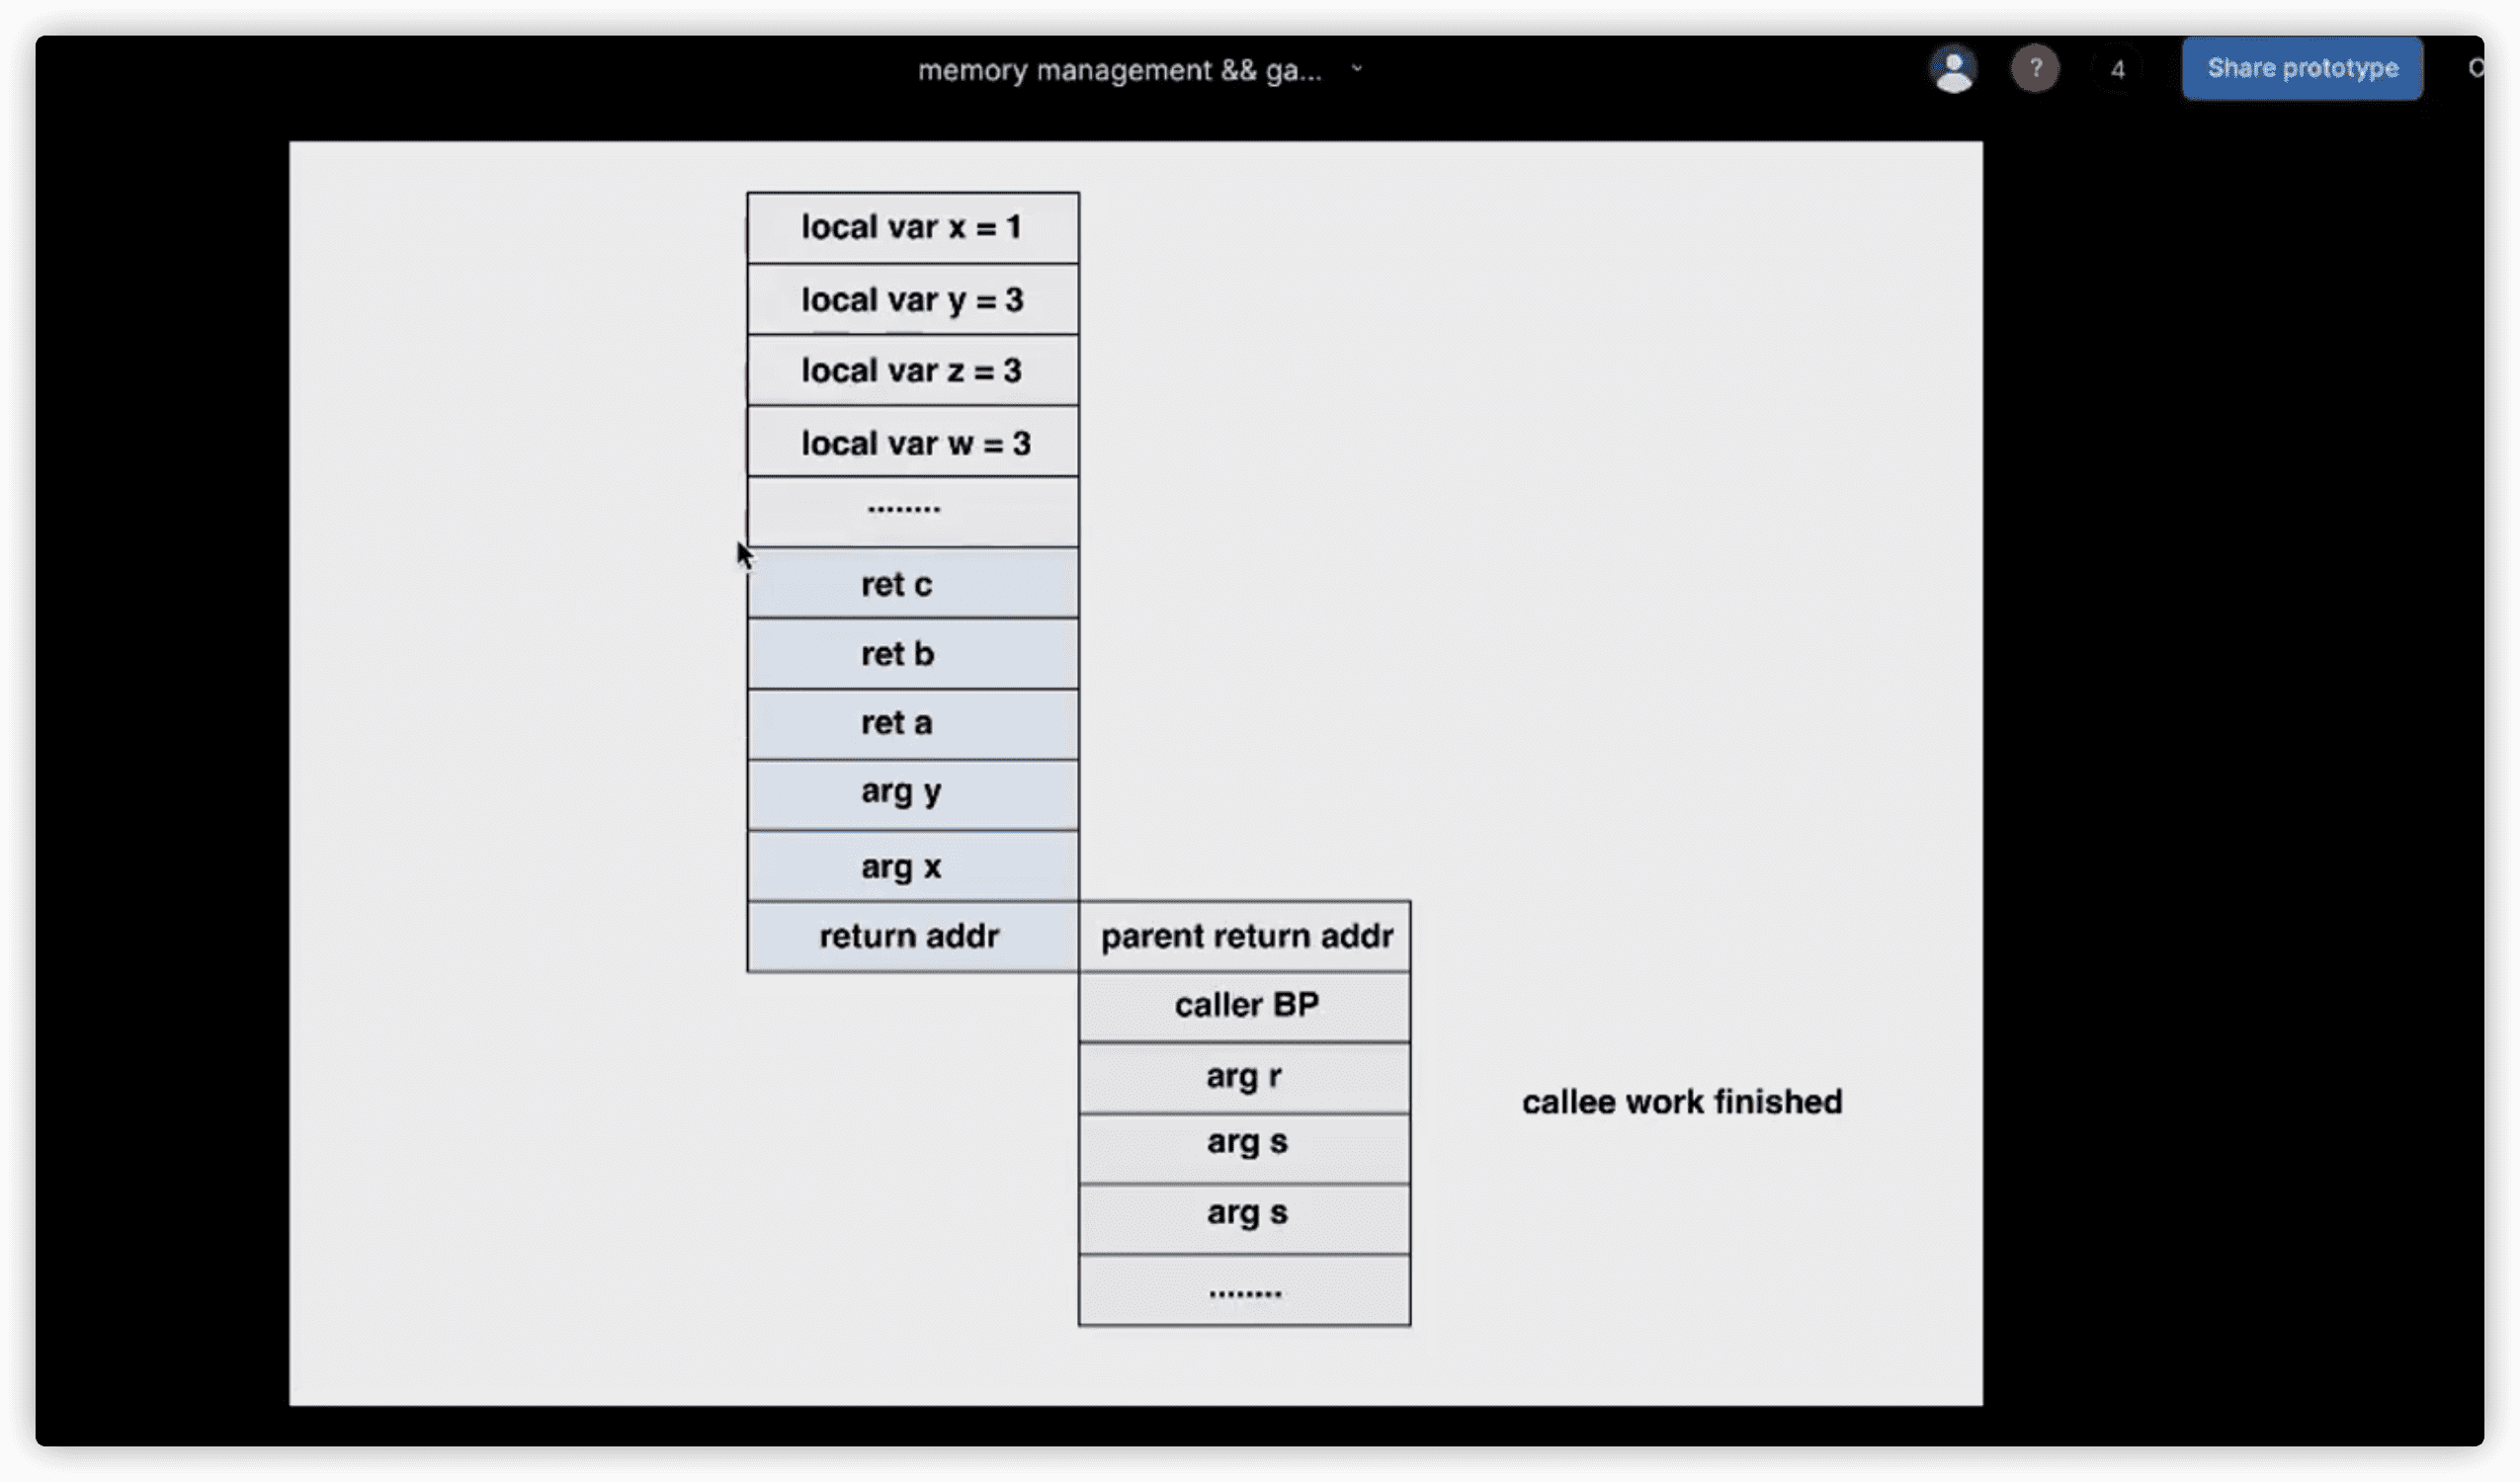 memory management && ga...
?
4
Share prototype
local var x = 1
local var y = 3
local var z = 3
local var w = 3
........
ret c
ret b
ret a
arg y
arg x
return addr
parent return addr
caller BP
arg r
callee work finished
arg s
arg s
........